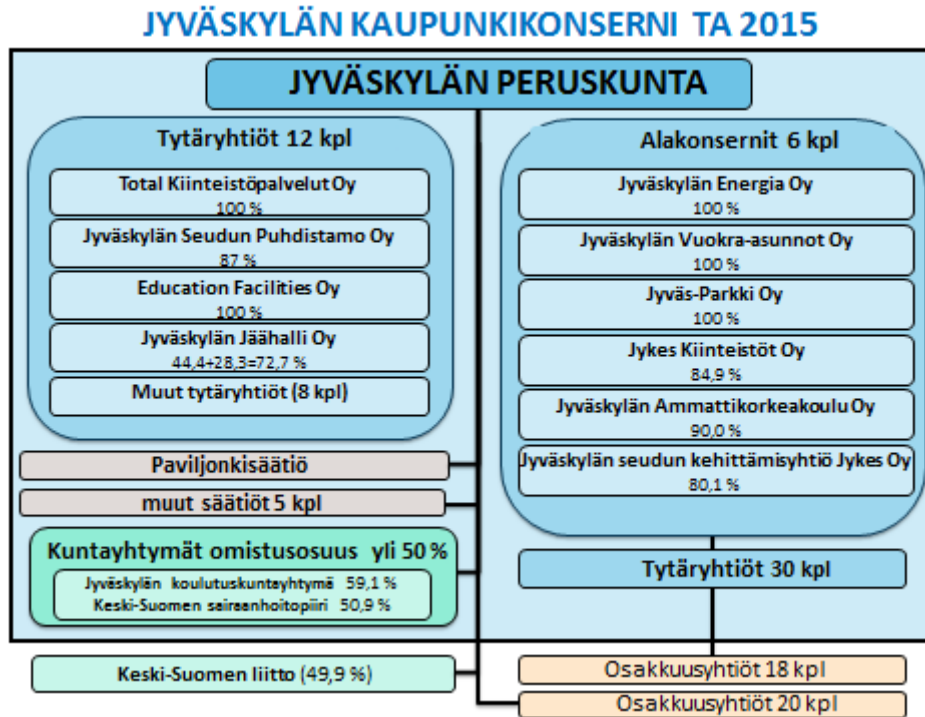 JYVÄSKYLÄN KAUPUNKIKONSERNI TA 2015
JYVÄSKYLÄN PERUSKUNTA
Tytäryhtiöt 12 kpl
Total Kiinteistöpalvelut Oy
100 %
Jyväskylän Seudun Puhdistamo Oy
87 %
Education Facilities Oy
100 %
Jyväskylän Jäähalli Oy
44,4+28,3=72,7 %
Muut tytäryhtiöt (8 kpl)
Paviljonkisäätiö
muut säätiöt 5 kpl
Kuntayhtymät omistusosuus yli 50 %
Jyväskylän koulutuskuntayhtymä 59,1 %
Keski-Suomen sairaanhoitopiiri 50,9 %
Keski-Suomen liitto (49,9 %)
Alakonsernit 6 kpl
Jyväskylän Energia Oy
100 %
Jyväskylän Vuokra-asunnot Oy
100 %
Jyväs-Parkki Oy
100 %
Jykes Kiinteistöt Oy
84,9 %
Jyväskylän Ammattikorkeakoulu Oy
90,0 %
Jyväskylän seudun kehittämisyhtiö Jykes Oy
80,1 %
Tytäryhtiöt 30 kpl
Osakkuusyhtiöt 18 kpl
Osakkuusyhtiöt 20 kpl